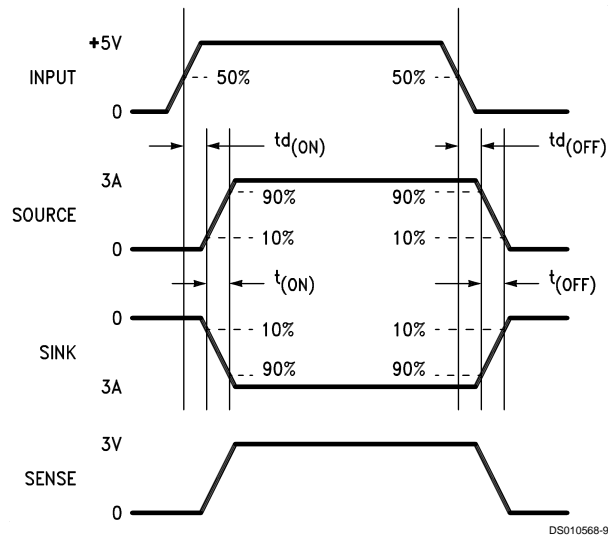 +5V
INPUT
50%
50%
0
td(ON)
td(OFF)
3A
90%
90%
SOURCE
10%
10%
0
t(ON)
t(OFF)
0
10%
10%
SINK
90%
90%
3A
3V
SENSE
0
DS010568-9